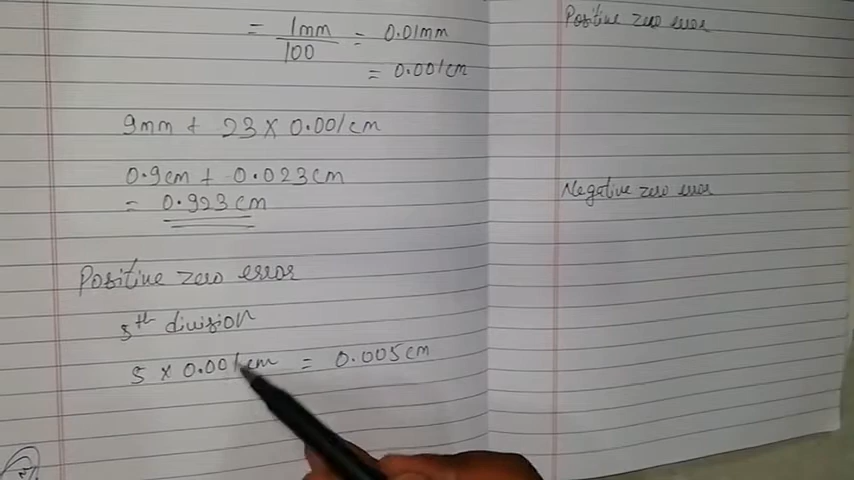 = 1mm/100 = 0.01mm
= 0.001cm
9mm + 23 × 0.001cm
0.9cm + 0.023cm
= 0.923cm
Positive zero error
5th division
5 × 0.001cm = 0.005cm
Positive zero error
Negative zero error